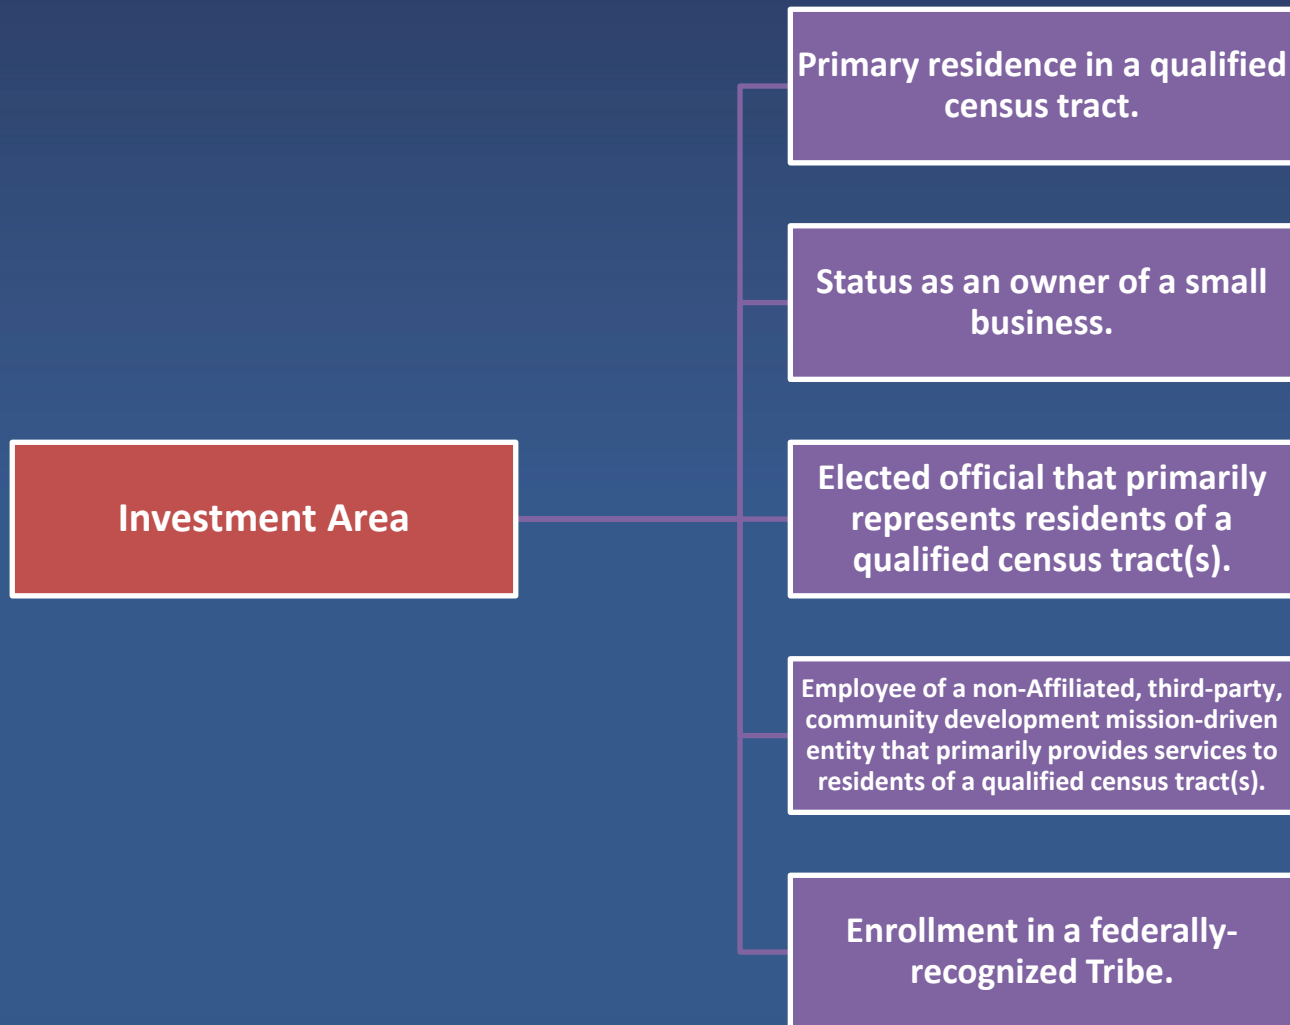 Primary residence in a qualified
census tract.
Status as an owner of a small
business.
Investment Area
Elected official that primarily
represents residents of a
qualified census tract(s).
Employee of a non-Affiliated, third-party,
community development mission-driven
entity that primarily provides services to
residents of a qualified census tract(s).
Enrollment in a federally-
recognized Tribe.